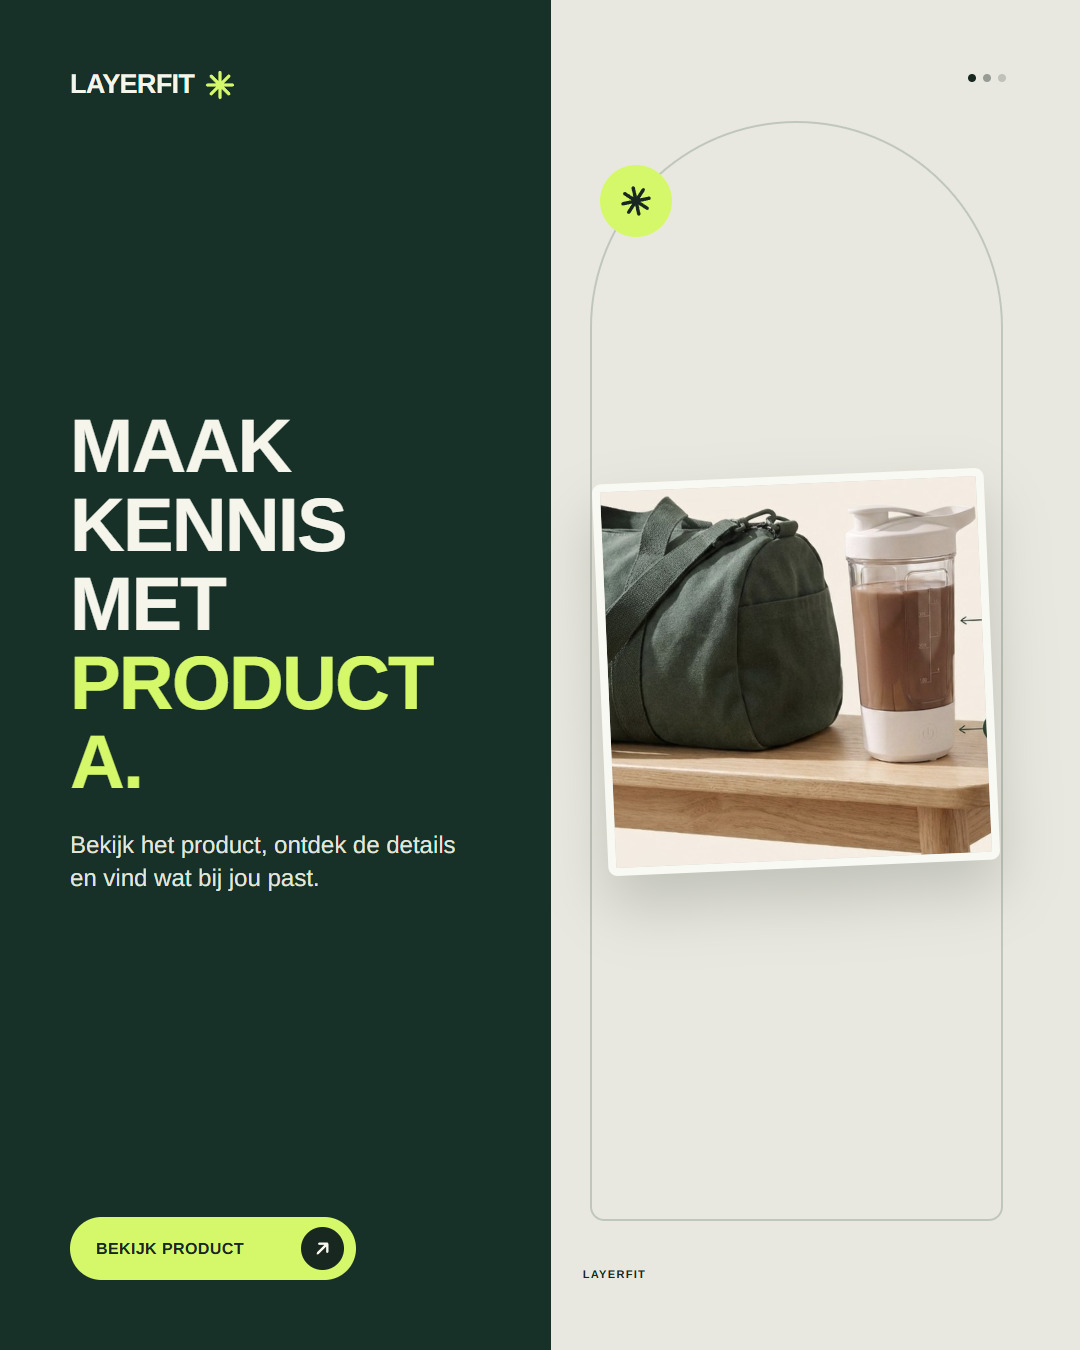 LAYERFIT
MAAK
KENNIS
MET
PRODUCT
A.
Bekijk het product, ontdek de details
en vind wat bij jou past.
BEKIJK PRODUCT
LAYERFIT